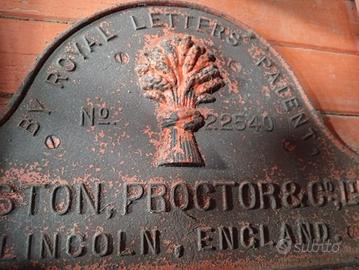 BY ROYAL LETTERS PATENT
No. 22540
STON, PROCTOR & Co., L
LINCOLN, ENGLAND.
subito